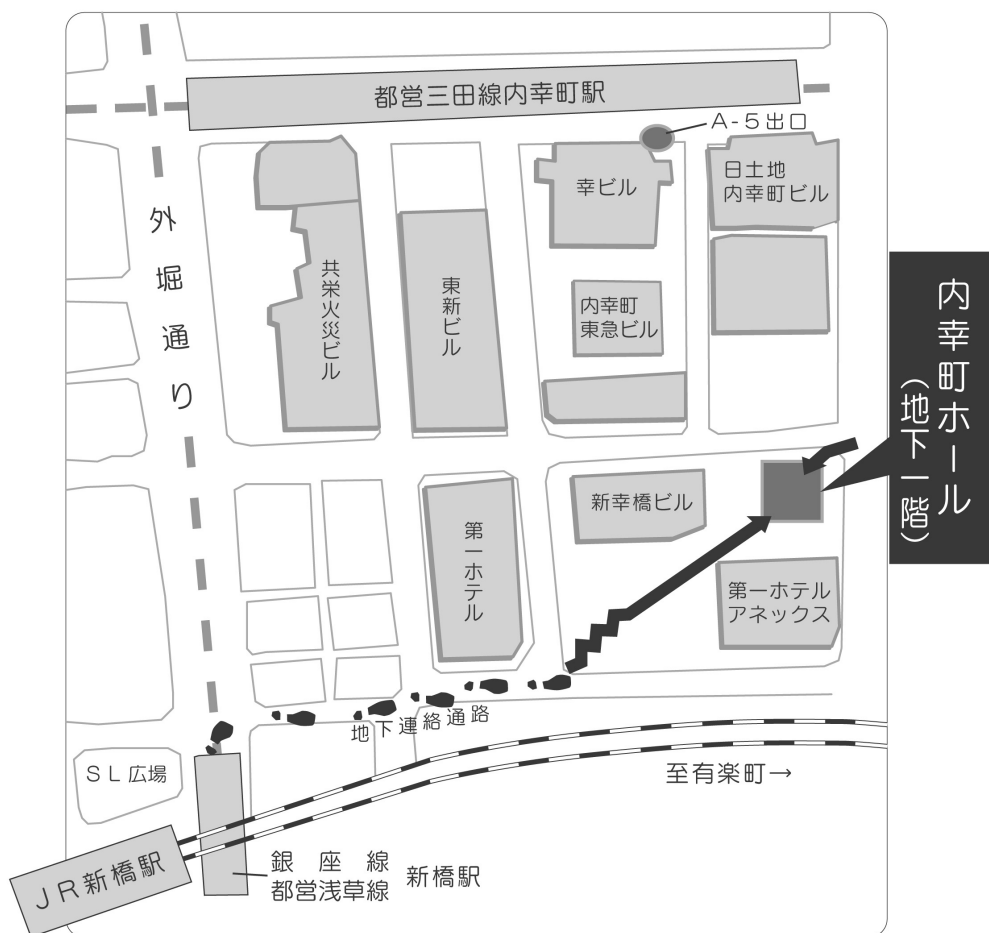 都営三田線内幸町駅
A-5出口
外堀通り
共栄火災ビル
東新ビル
幸ビル
日土地
内幸町ビル
内幸町
東急ビル
内幸町ホール
(地下一階)
第一ホテル
新幸橋ビル
第一ホテル
アネックス
地下連絡通路
SL広場
至有楽町→
JR新橋駅
銀座線
都営浅草線
新橋駅